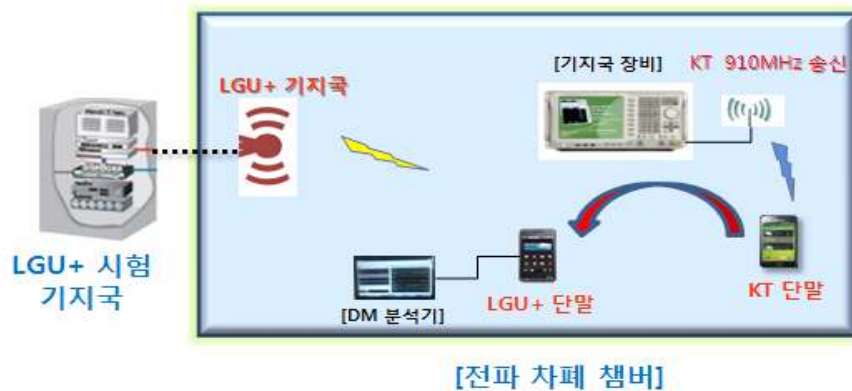 [기지국 장비]
KT 910MHz 송신
LGU+ 기지국
LGU+ 시험
기지국
[DM 분석기]
LGU+ 단말
KT 단말
[전파 차폐 챔버]